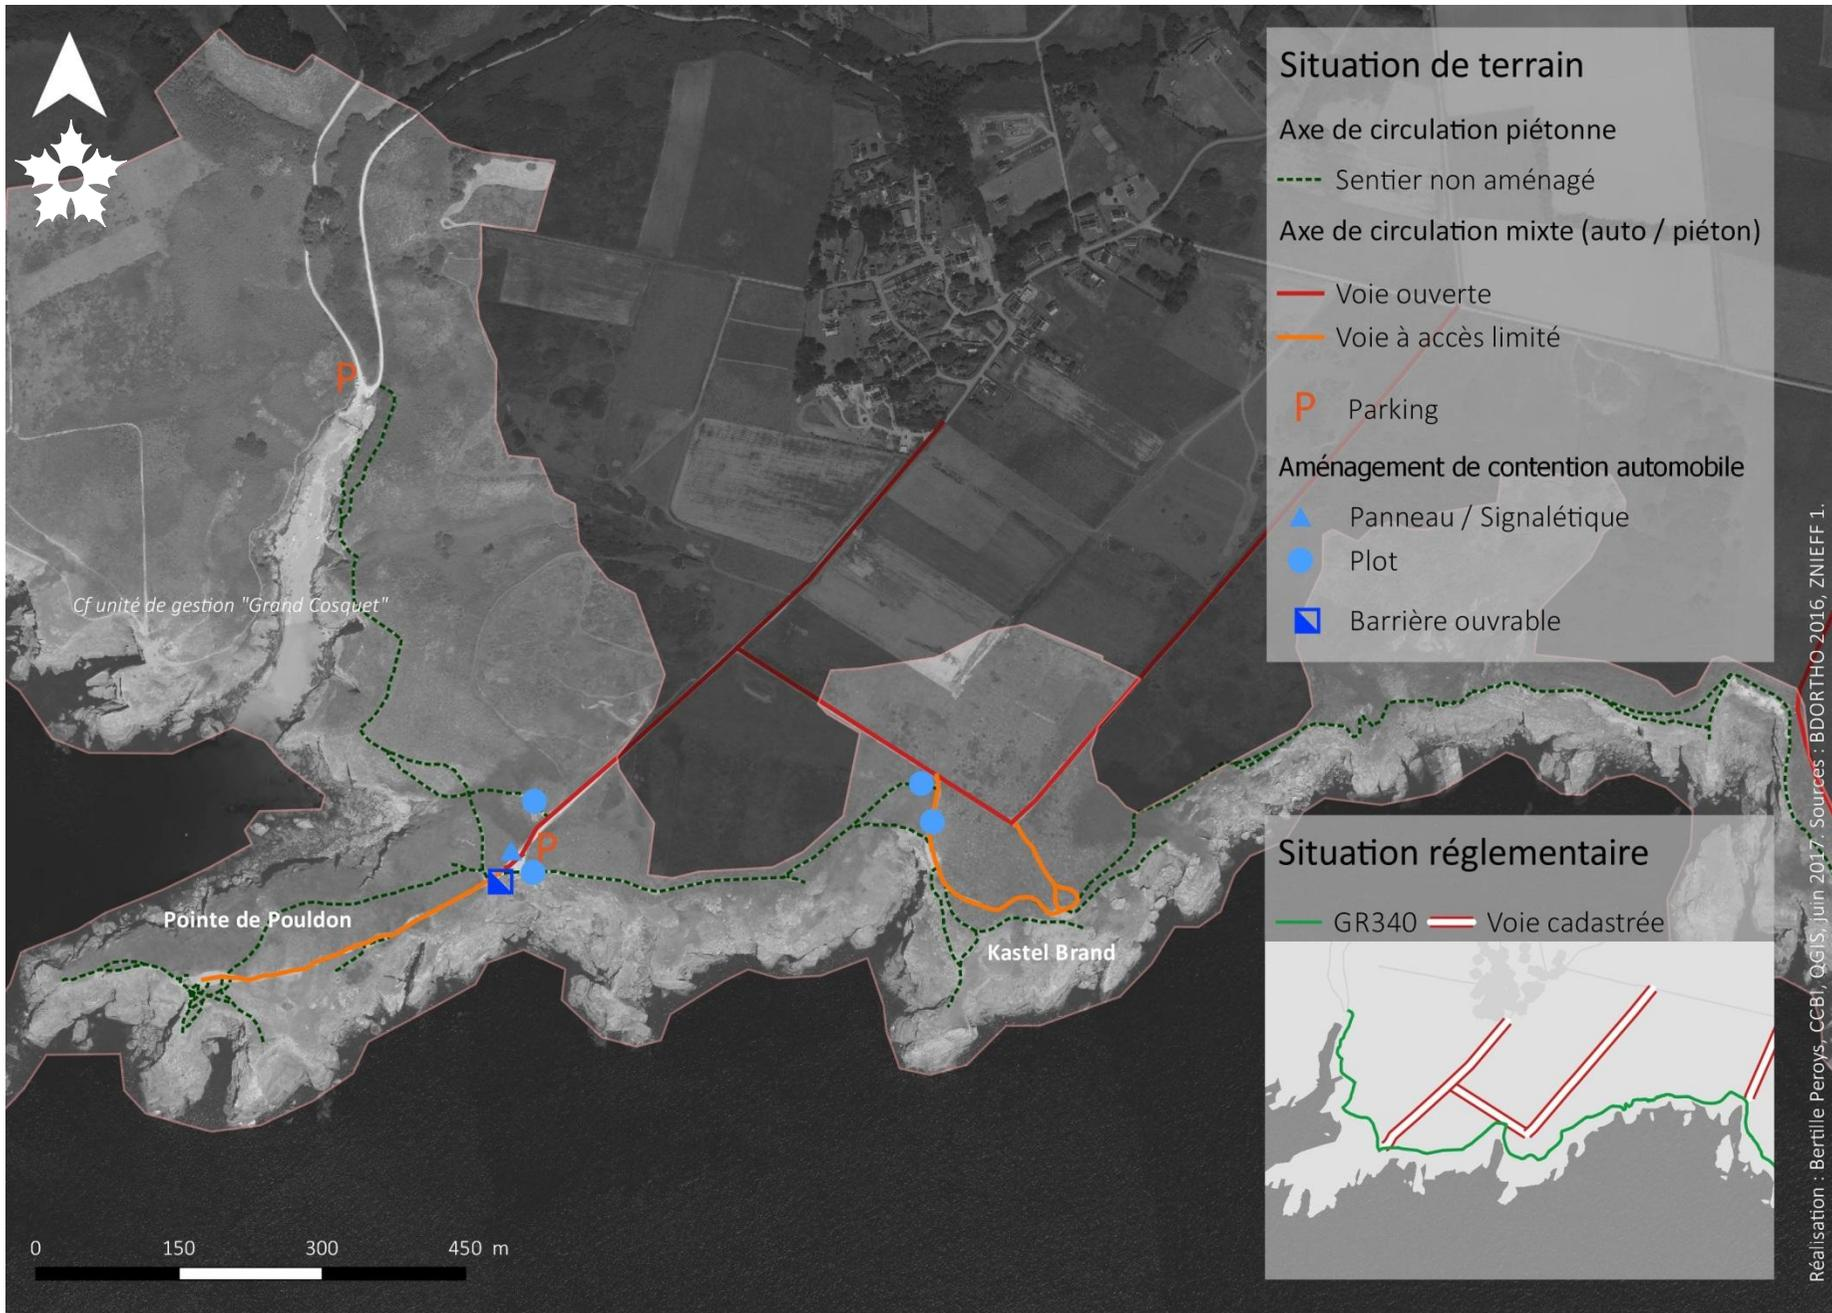 Situation de terrain
Axe de circulation piétonne
Sentier non aménagé
Axe de circulation mixte (auto / piéton)
Voie ouverte
Voie à accès limité
P
P Parking
Aménagement de contention automobile
Panneau / Signalétique
Plot
Cf unité de gestion "Grand Cosquet"
Barrière ouvrable
P
Situation réglementaire
Pointe de Pouldon
GR340 Voie cadastrée
Kastel Brand
0 150 300 450 m
Réalisation : Bertille Peroys, CCBI, QGIS, juin 2017. Sources : BDORTHO 2016, ZNIEFF 1.